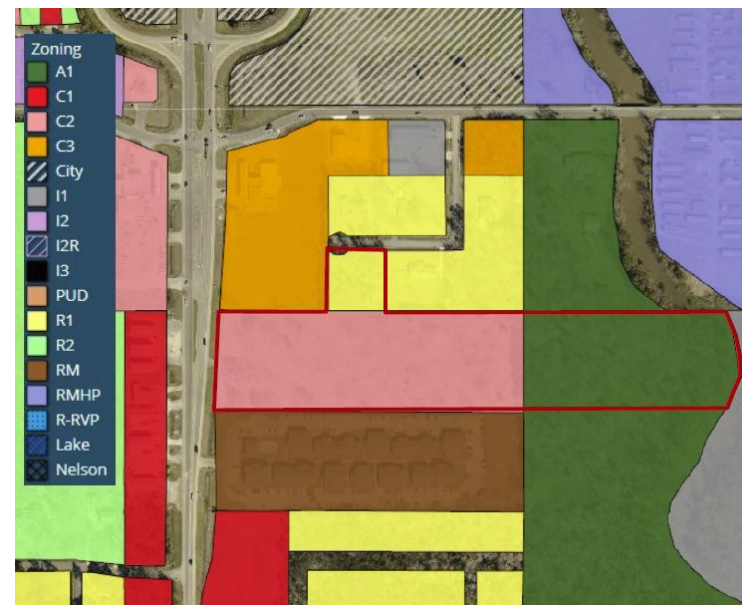 Zoning
A1
C1
C2
C3
City
I1
I2
I2R
I3
PUD
R1
R2
RM
RMHP
R-RVP
Lake
Nelson